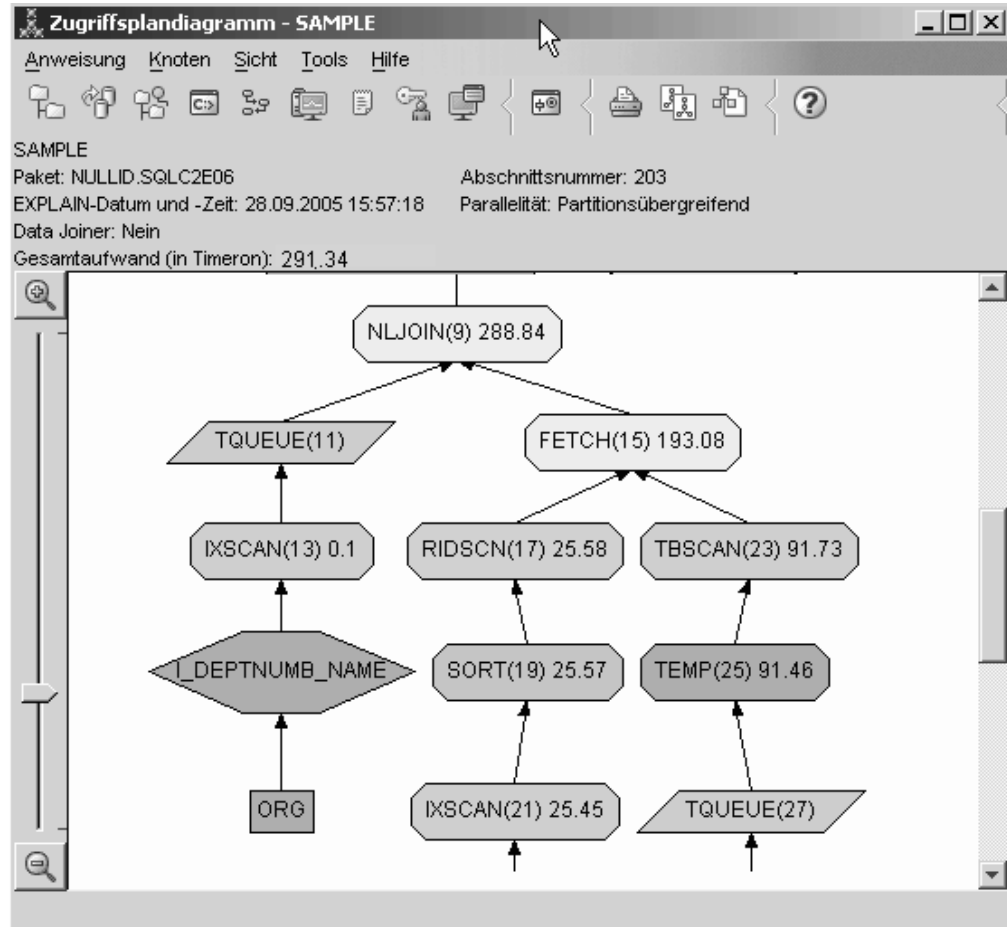 Zugriffsplandiagramm - SAMPLE
Anweisung Knoten Sicht Tools Hilfe
SAMPLE
Paket: NULLID.SQLC2E06 Abschnittsnummer: 203
EXPLAIN-Datum und -Zeit: 28.09.2005 15:57:18 Parallelität: Partitionsübergreifend
Data Joiner: Nein
Gesamtaufwand (in Timeron): 291.34
NLJOIN(9) 288.84
TQUEUE(11) FETCH(15) 193.08
IXSCAN(13) 0.1 RIDSCN(17) 25.58 TBSCAN(23) 91.73
I_DEPTNUMB_NAME SORT(19) 25.57 TEMP(25) 91.46
ORG IXSCAN(21) 25.45 TQUEUE(27)